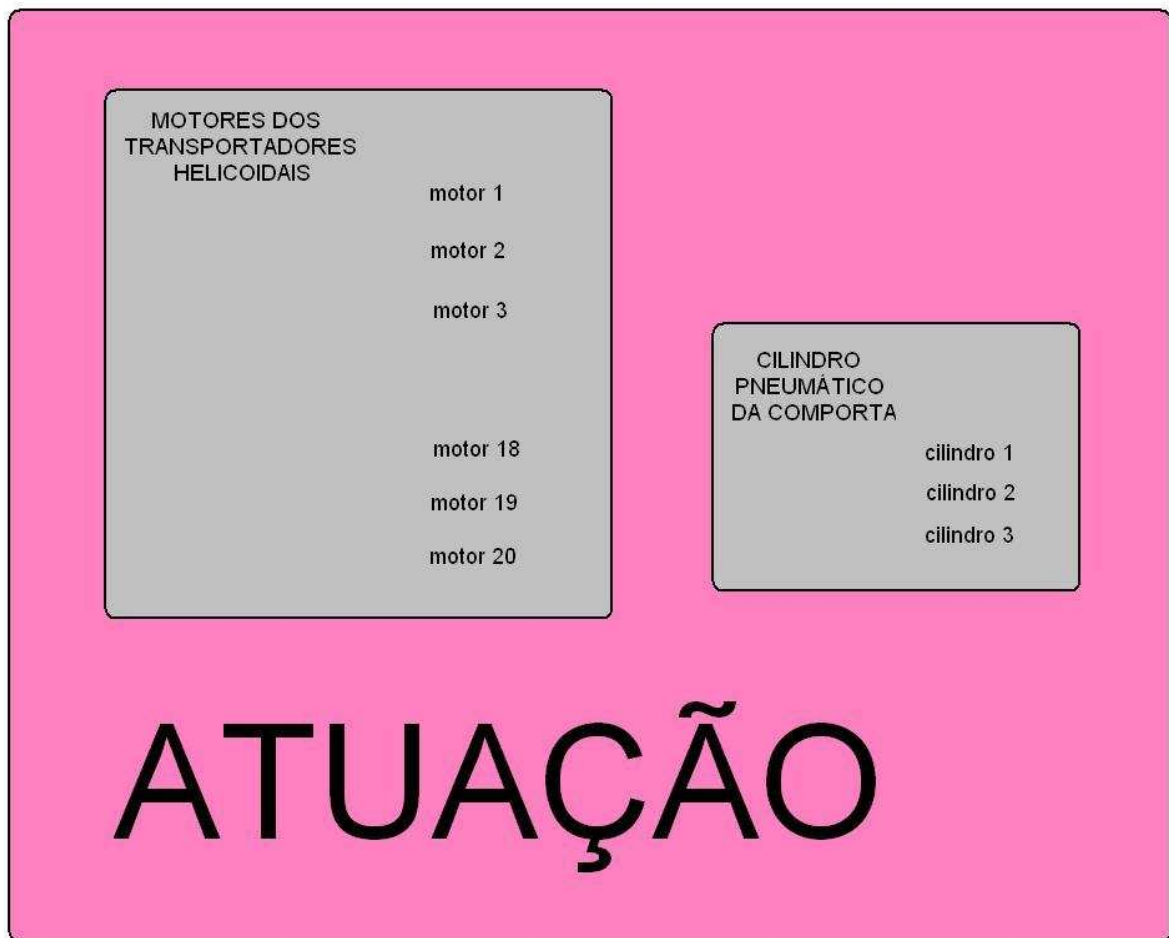 MOTORES DOS
TRANSPORTADORES
HELICOIDAIS
motor 1
motor 2
motor 3
motor 18
motor 19
motor 20
CILINDRO
PNEUMÁTICO
DA COMPORTA
cilindro 1
cilindro 2
cilindro 3
ATUAÇÃO